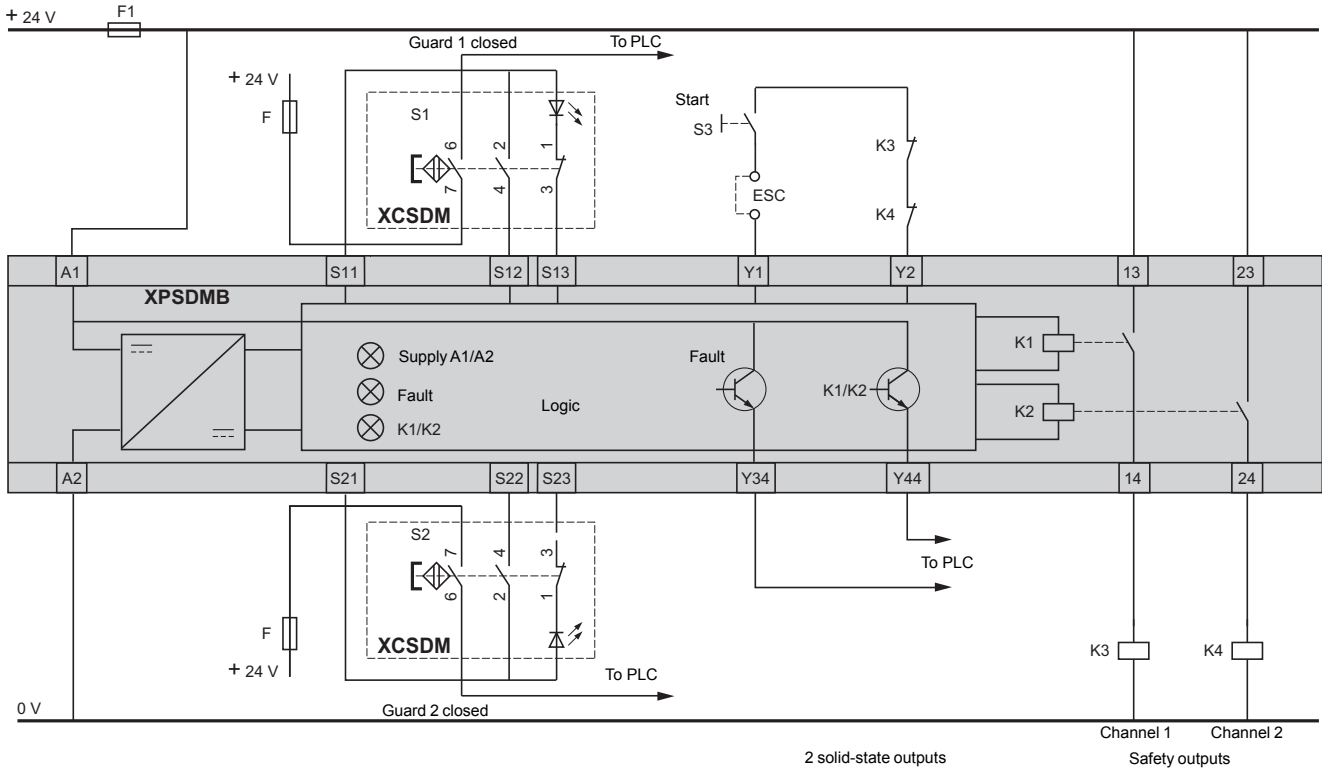 + 24 V
F1
Guard 1 closed
To PLC
+ 24 V
F
S1
6
2
1
7
4
3
XCSDM
Start
S3
ESC
K3
K4
A1
S11
S12
S13
Y1
Y2
13
23
XPSDMB
Supply A1/A2
Fault
K1/K2
Logic
Fault
K1/K2
K1
K2
A2
S21
S22
S23
Y34
Y44
14
24
S2
7
4
3
6
2
1
XCSDM
F
+ 24 V
To PLC
To PLC
K3
K4
0 V
Guard 2 closed
Channel 1
Channel 2
2 solid-state outputs
Safety outputs